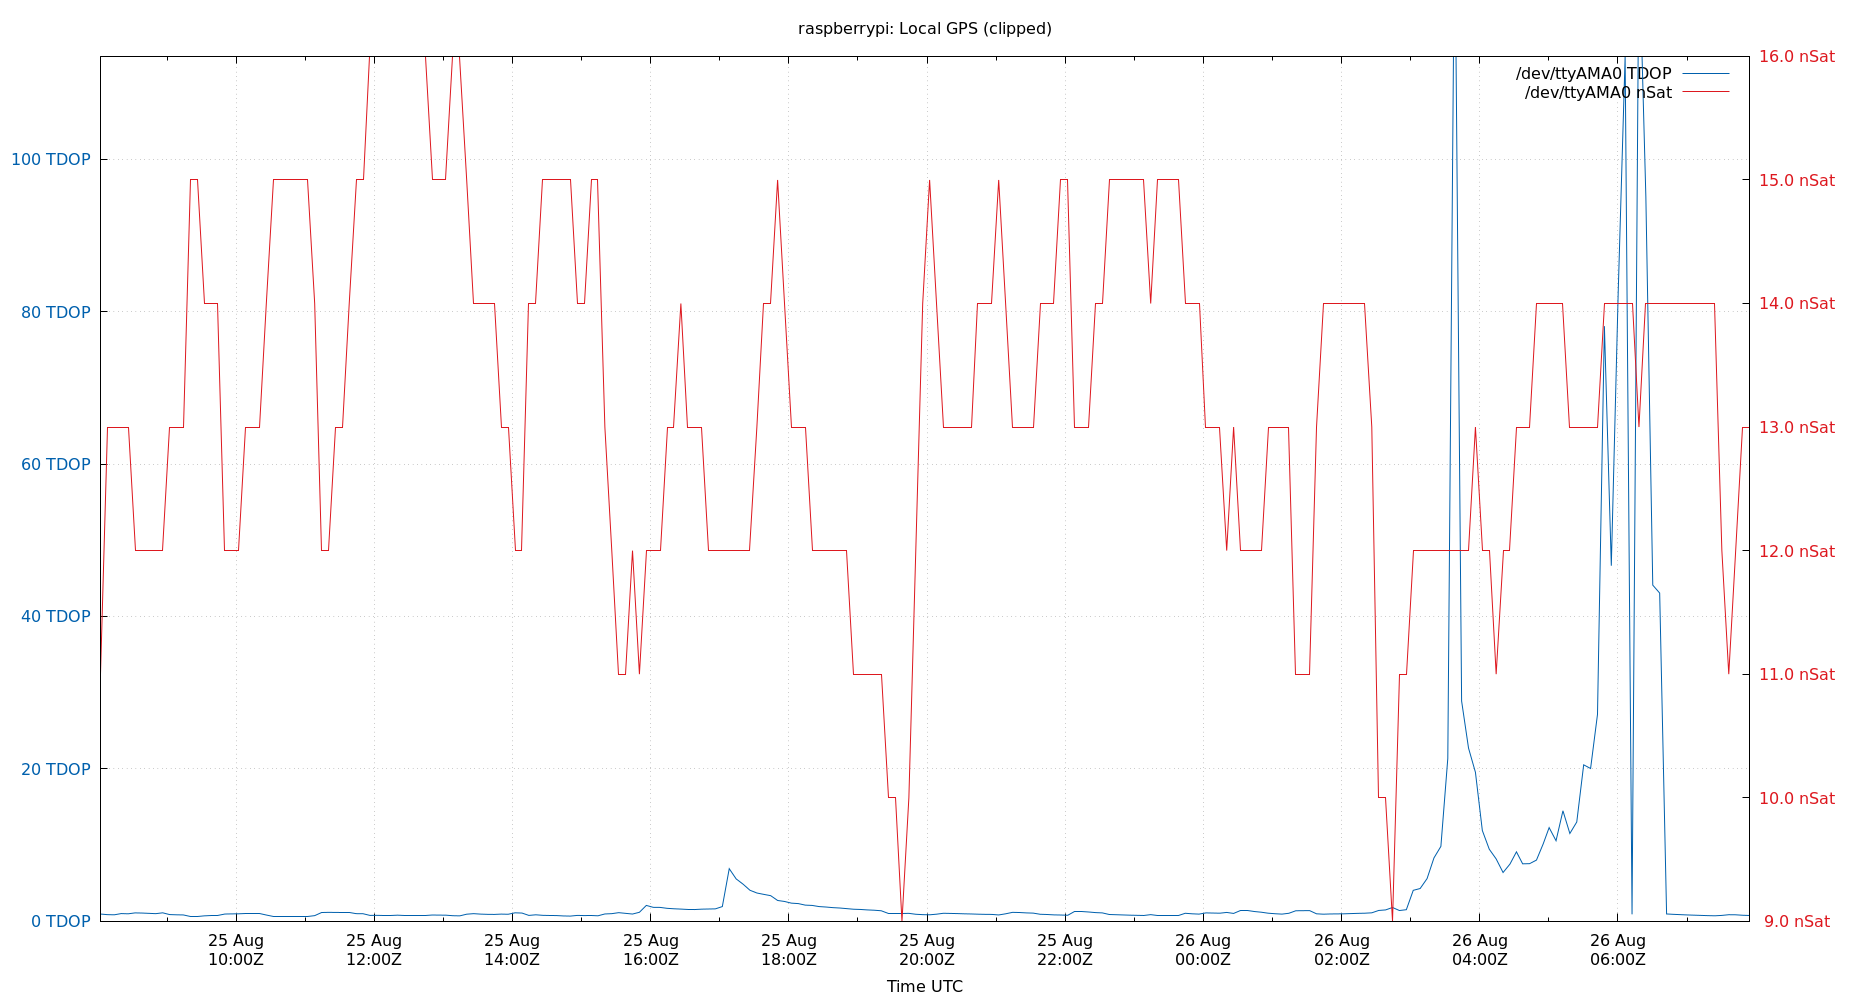 raspberrypi: Local GPS (clipped)
16.0 nSat
/dev/ttyAMA0 TDOP
/dev/ttyAMA0 nSat
100 TDOP
15.0 nSat
80 TDOP
14.0 nSat
60 TDOP
13.0 nSat
12.0 nSat
40 TDOP
11.0 nSat
20 TDOP
10.0 nSat
0 TDOP
9.0 nSat
25 Aug 25 Aug 25 Aug 25 Aug 25 Aug 25 Aug 25 Aug 26 Aug 26 Aug 26 Aug 26 Aug
10:00Z 12:00Z 14:00Z 16:00Z 18:00Z 20:00Z 22:00Z 00:00Z 02:00Z 04:00Z 06:00Z
Time UTC